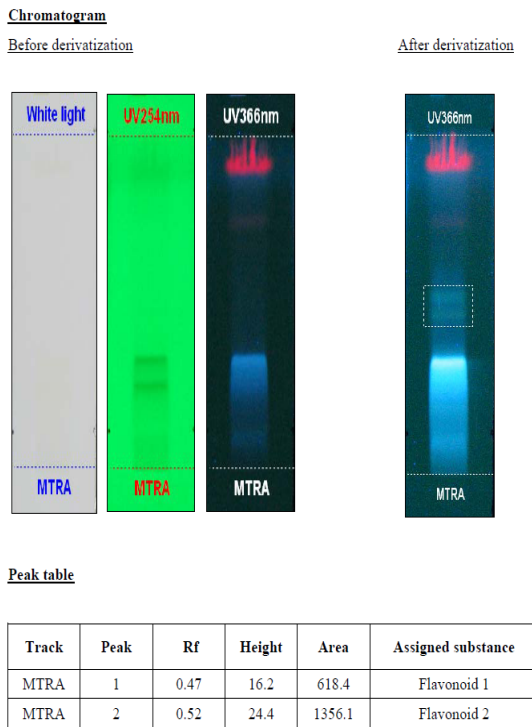 Chromatogram
Before derivatization After derivatization
White light UV254nm UV366nm UV366nm
MTRA MTRA MTRA MTRA
Peak table
Track Peak Rf Height Area Assigned substance
MTRA 1 0.47 16.2 618.4 Flavonoid 1
MTRA 2 0.52 24.4 1356.1 Flavonoid 2